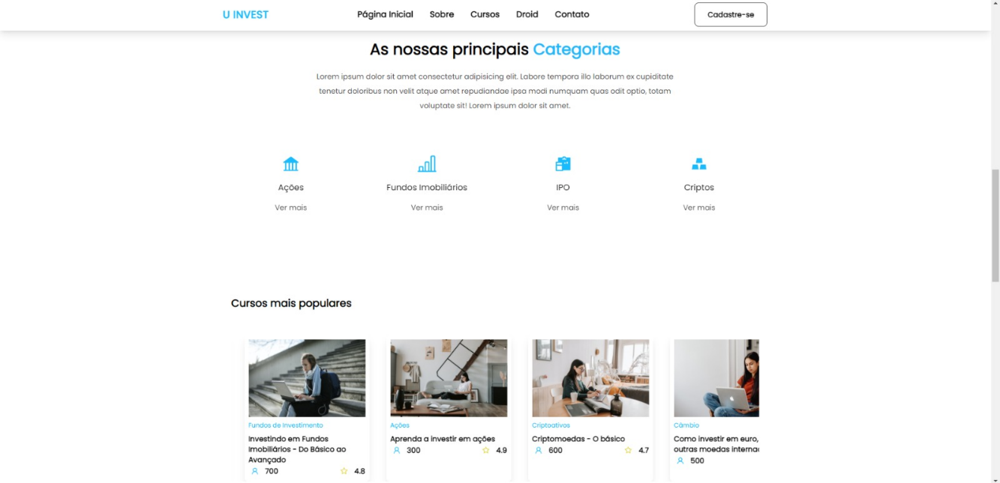 U INVEST
Página Inicial Sobre Cursos Droid Contato
Cadastre-se
As nossas principais Categorias
Lorem ipsum dolor sit amet consectetur adipisicing elit. Labore tempora illo laborum ex cupiditate
tenetur doloribus non velit atque amet repudiandae ipsa modi numquam quas odit optio, totam
voluptate sit! Lorem ipsum dolor sit amet.
Ações
Ver mais
Fundos Imobiliários
Ver mais
IPO
Ver mais
Criptos
Ver mais
Cursos mais populares
Fundos de Investimento
Investindo em Fundos
Imobiliários - Do Básico ao
Avançado
700 4.8
Ações
Aprenda a investir em ações
300 4.9
Criptoativos
Criptomoedas - O básico
600 4.7
Câmbio
Como investir em euro,
outras moedas
500